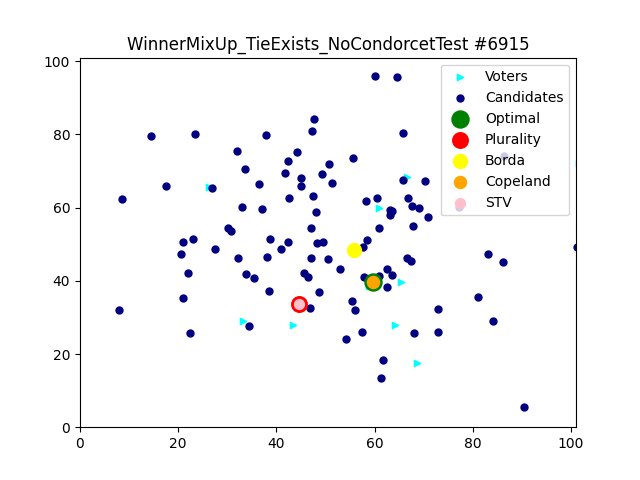 WinnerMixUp_TieExists_NoCondorcetTest #6915
100
80
60
40
20
0
0 20 40 60 80 100
Voters
Candidates
Optimal
Plurality
Borda
Copeland
STV